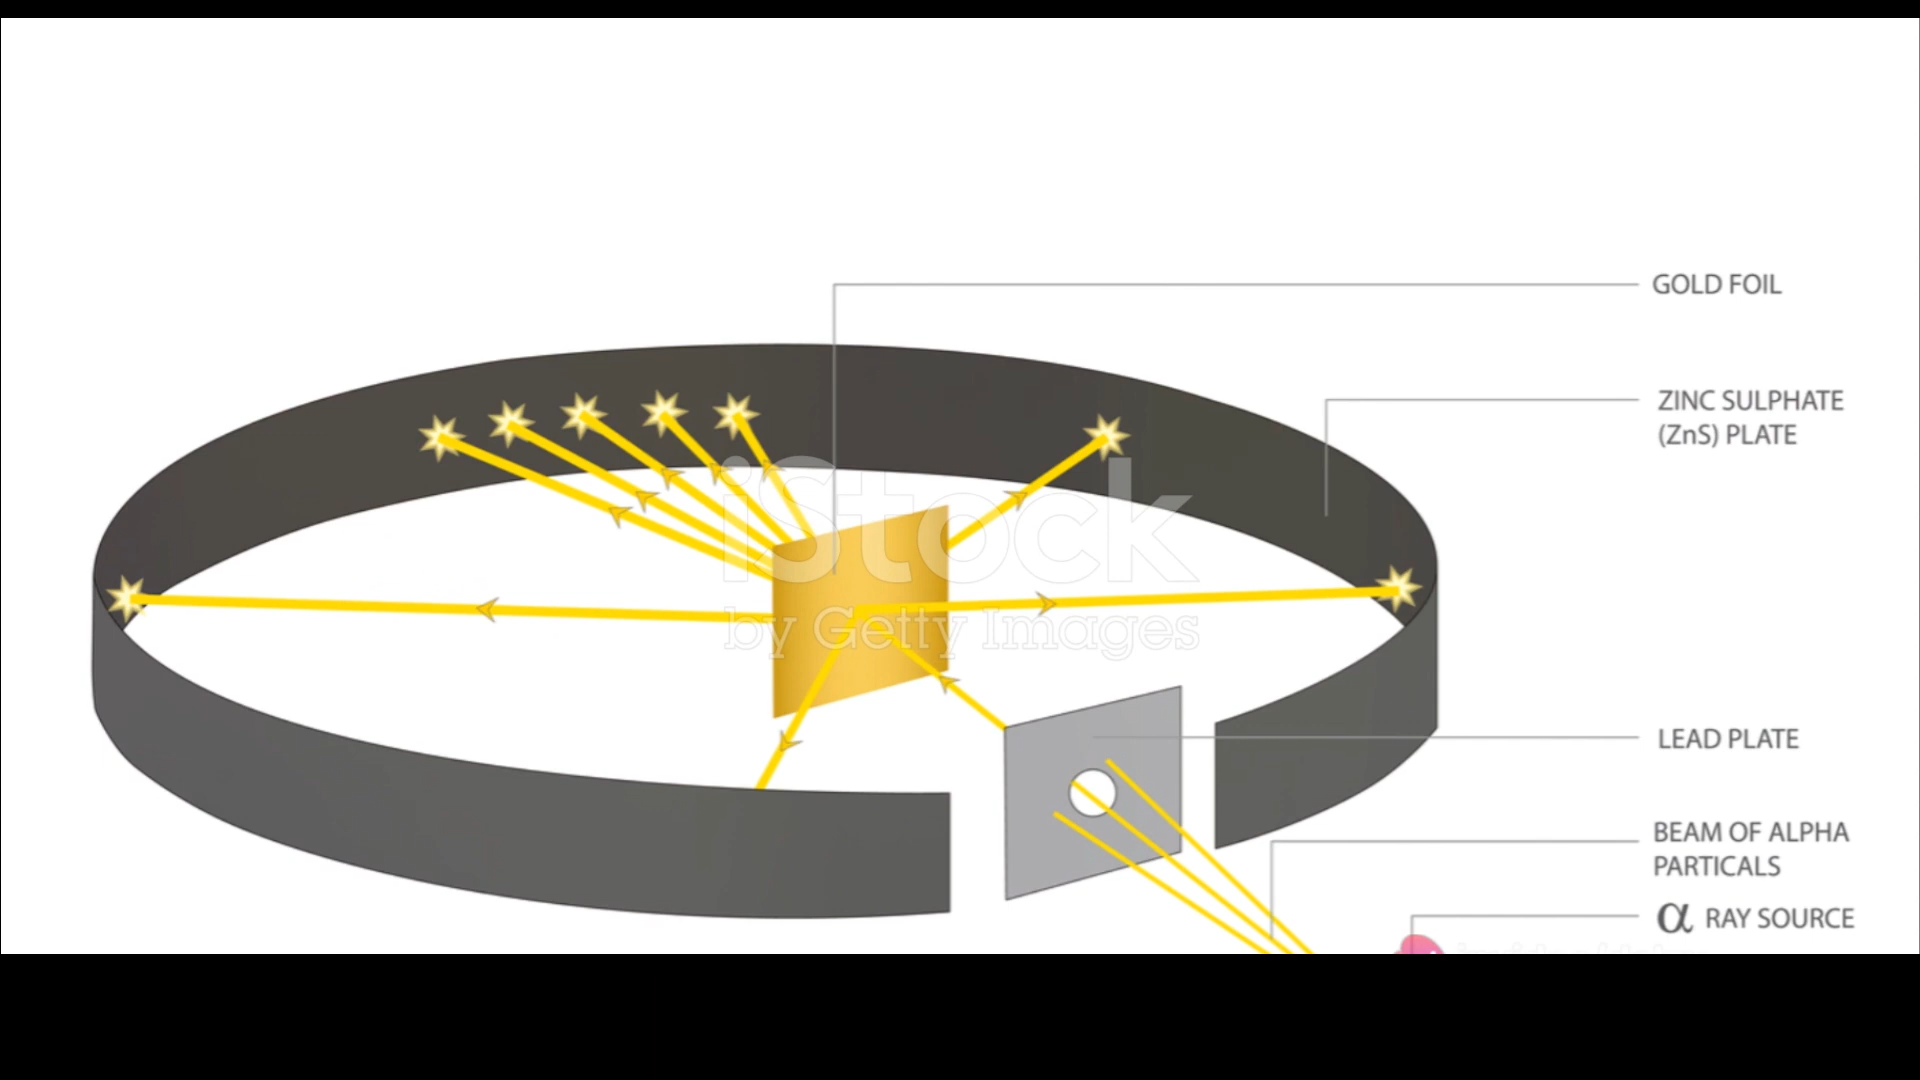 GOLD FOIL
ZINC SULPHATE
(ZnS) PLATE
iStock
by Getty Images
LEAD PLATE
BEAM OF ALPHA
PARTICALS
α RAY SOURCE